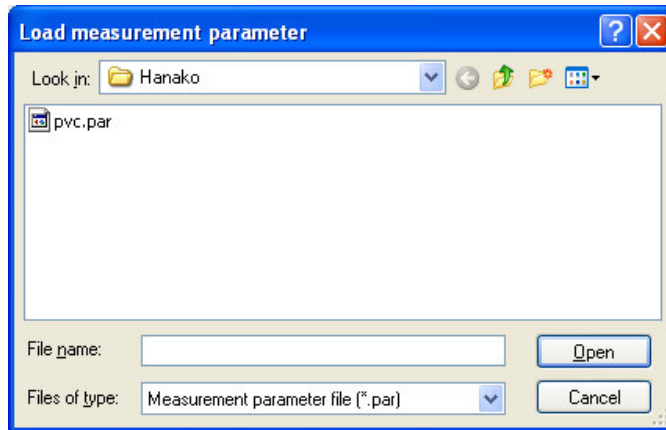 Load measurement parameter
Look in: Hanako
pvc.par
File name: Open
Files of type: Measurement parameter file (*.par) Cancel